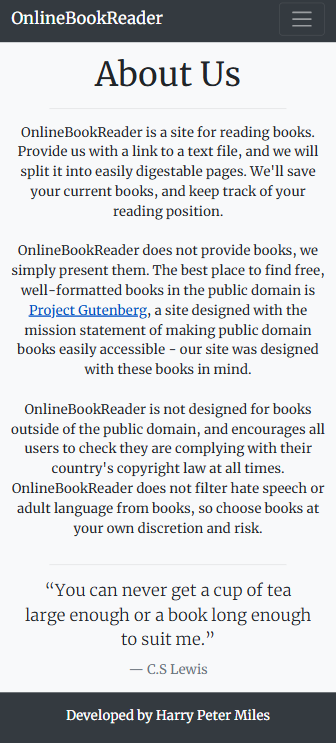 OnlineBookReader
About Us
OnlineBookReader is a site for reading books.
Provide us with a link to a text file, and we will
split it into easily digestable pages. We'll save
your current books, and keep track of your
reading position.
OnlineBookReader does not provide books, we
simply present them. The best place to find free,
well-formatted books in the public domain is
Project Gutenberg, a site designed with the
mission statement of making public domain
books easily accessible - our site was designed
with these books in mind.
OnlineBookReader is not designed for books
outside of the public domain, and encourages all
users to check they are complying with their
country's copyright law at all times.
OnlineBookReader does not filter hate speech or
adult language from books, so choose books at
your own discretion and risk.
“You can never get a cup of tea
large enough or a book long enough
to suit me.”
— C.S Lewis
Developed by Harry Peter Miles